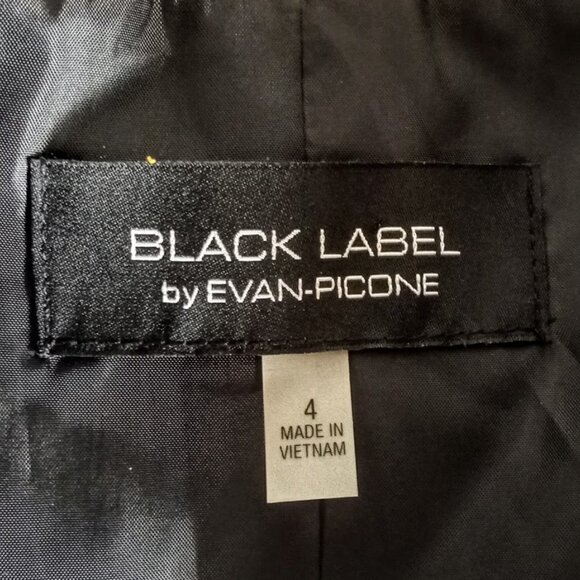 BLACK LABEL
by EVAN-PICONE
4
MADE IN
VIETNAM